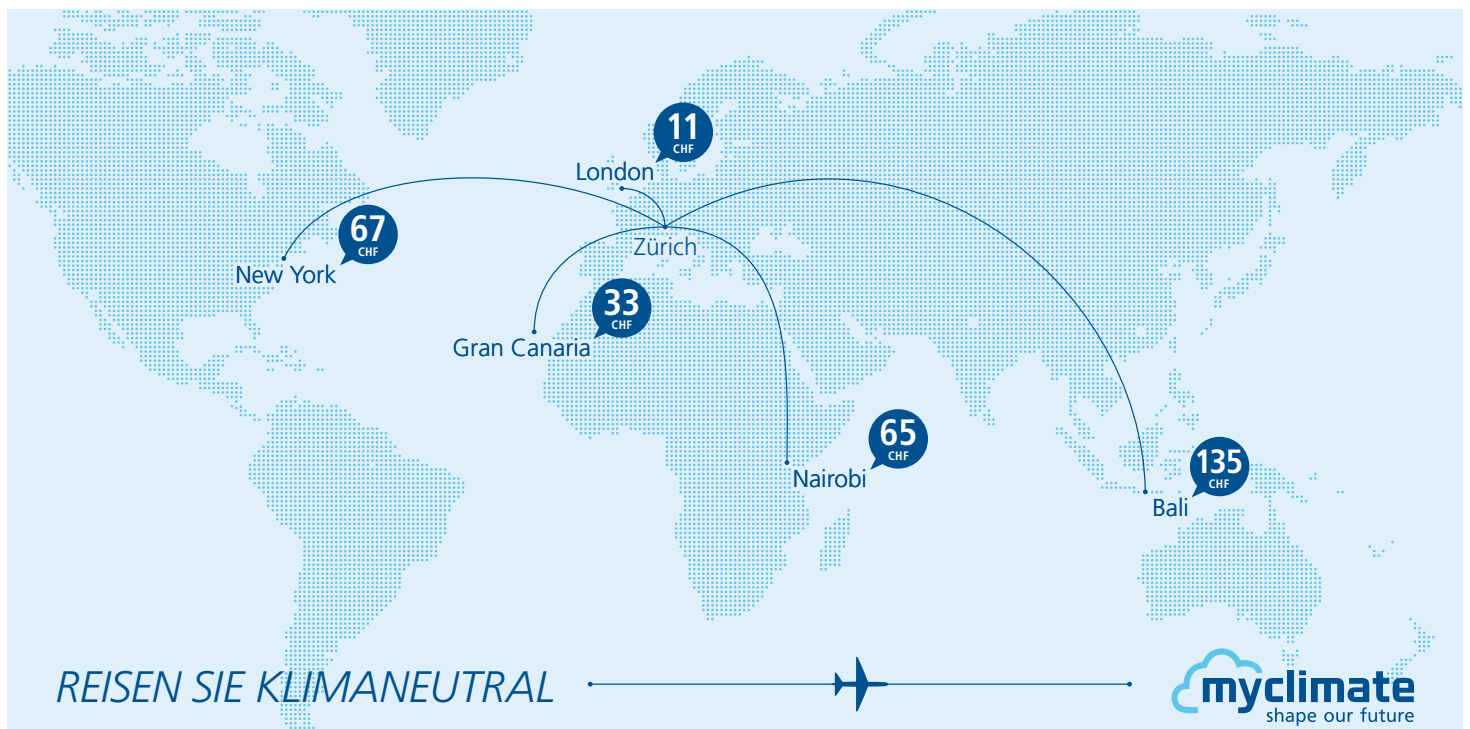 11
CHF
London
67
CHF
Zürich
New York
33
CHF
Gran Canaria
65
CHF
Nairobi
135
CHF
Bali
REISEN SIE KLIMANEUTRAL
myclimate
shape our future